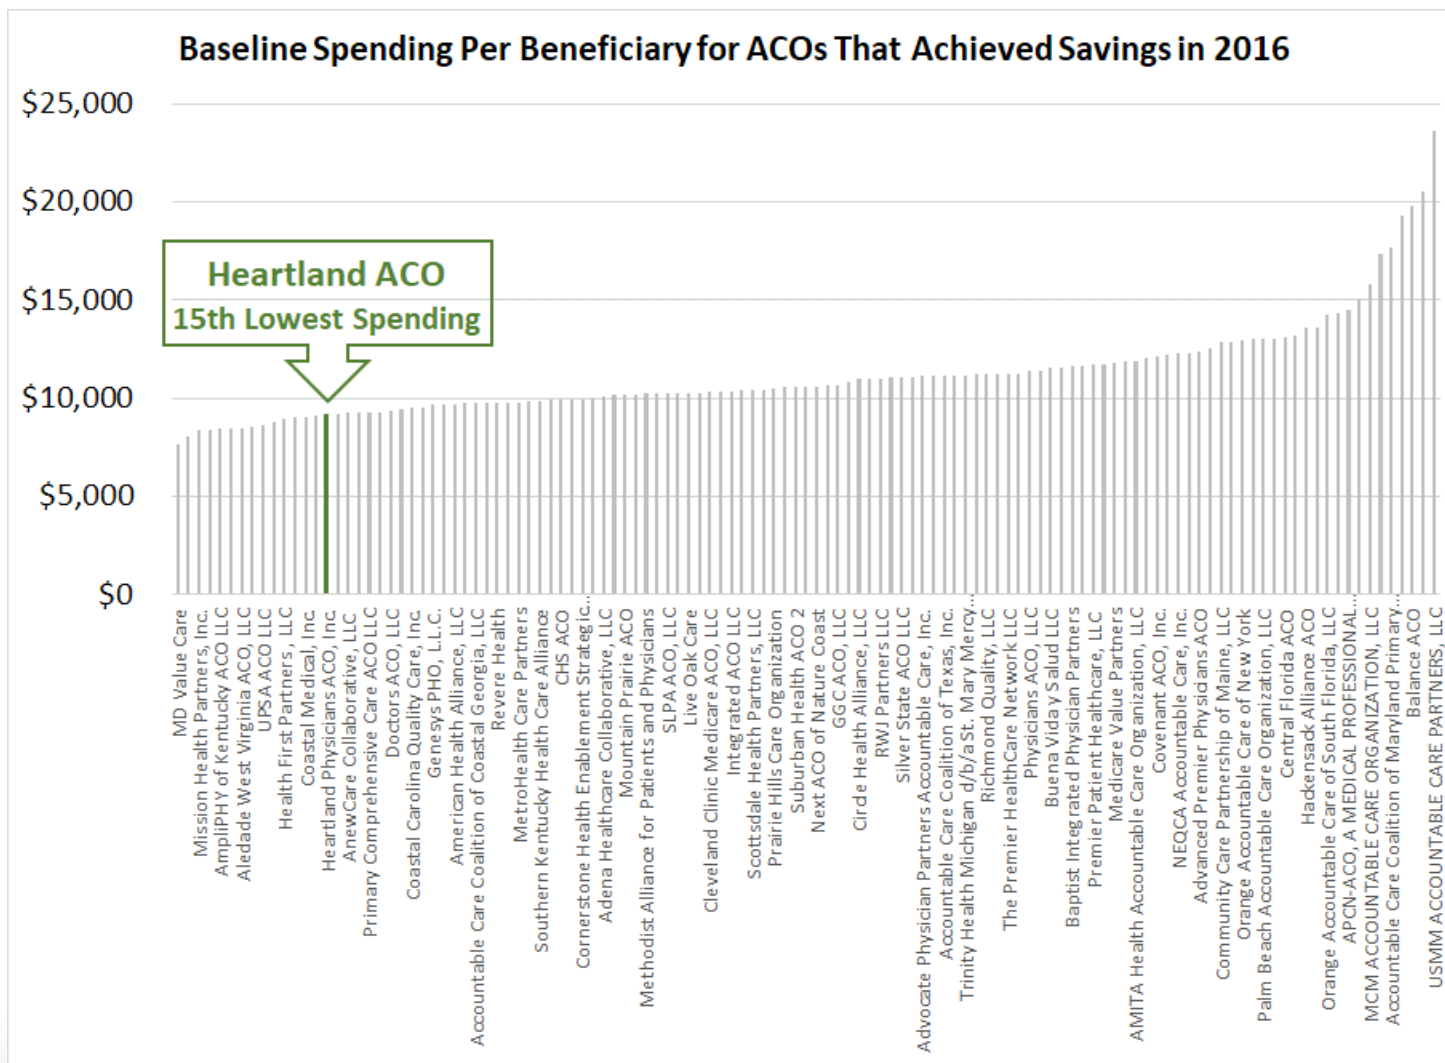 Baseline Spending Per Beneficiary for ACOs That Achieved Savings in 2016
$25,000
$20,000
$15,000
$10,000
$5,000
$0
Heartland ACO
15th Lowest Spending
MD Value Care
Mission Health Partners, Inc.
AmpliPHY of Kentucky ACO LLC
Aledade West Virginia ACO, LLC
UPSA ACO LLC
Health First Partners, LLC
Coastal Medical, Inc.
Heartland Physicians ACO, Inc.
AnewCare Collaborative, LLC
Primary Comprehensive Care ACO LLC
Doctors ACO, LLC
Coastal Carolina Quality Care, Inc.
Genesys PHO, L.L.C.
American Health Alliance, LLC
Accountable Care Coalition of Coastal Georgia, LLC
Revere Health
MetroHealth Care Partners
Southern Kentucky Health Care Alliance
CHS ACO
Cornerstone Health Enablement Strategic...
Adena Healthcare Collaborative, LLC
Mountain Prairie ACO
Methodist Alliance for Patients and Physicians
SLPA ACO, LLC
Live Oak Care
Cleveland Clinic Medicare ACO, LLC
Integrated ACO LLC
Scottsdale Health Partners, LLC
Prairie Hills Care Organization
Suburban Health ACO 2
Next ACO of Nature Coast
GGC ACO, LLC
Circle Health Alliance, LLC
RWJ Partners LLC
Silver State ACO LLC
Advocate Physician Partners Accountable Care, Inc.
Accountable Care Coalition of Texas, Inc.
Trinity Health Michigan d/b/a St. Mary Mercy...
Richmond Quality, LLC
The Premier HealthCare Network LLC
Physicians ACO, LLC
Buena Vida y Salud LLC
Baptist Integrated Physician Partners
Premier Patient Healthcare, LLC
Medicare Value Partners
AMITA Health Accountable Care Organization, LLC
Covenant ACO, Inc.
NEQCA Accountable Care, Inc.
Advanced Premier Physicians ACO
Community Care Partnership of Maine, LLC
Orange Accountable Care of New York
Palm Beach Accountable Care Organization, LLC
Central Florida ACO
Hackensack Alliance ACO
Orange Accountable Care of South Florida, LLC
APCN-ACO, A MEDICAL PROFESSIONAL...
MCM ACCOUNTABLE CARE ORGANIZATION, LLC
Accountable Care Coalition of Maryland Primary...
Balance ACO
USMM ACCOUNTABLE CARE PARTNERS, LLC